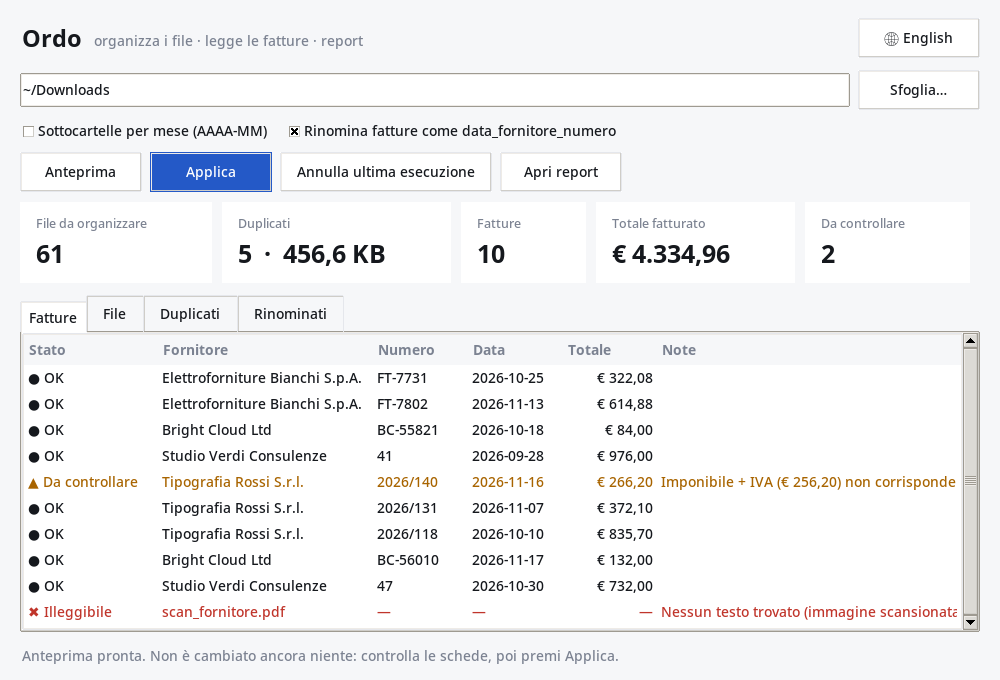 Ordo organizza i file · legge le fatture · report
English
~/Downloads
Sfoglia...
Sottocartelle per mese (AAAA-MM) Rinomina fatture come data_fornitore_numero
Anteprima Applica Annulla ultima esecuzione Apri report
File da organizzare Duplicati Fatture Totale fatturato Da controllare
61 5 · 456,6 KB 10 € 4.334,96 2
Fatture File Duplicati Rinominati
Stato Fornitore Numero Data Totale Note
● OK Elettroforniture Bianchi S.p.A. FT-7731 2026-10-25 € 322,08
● OK Elettroforniture Bianchi S.p.A. FT-7802 2026-11-13 € 614,88
● OK Bright Cloud Ltd BC-55821 2026-10-18 € 84,00
● OK Studio Verdi Consulenze 41 2026-09-28 € 976,00
▲ Da controllare Tipografia Rossi S.r.l. 2026/140 2026-11-16 € 266,20 Imponibile + IVA (€ 256,20) non corrisponde
● OK Tipografia Rossi S.r.l. 2026/131 2026-11-07 € 372,10
● OK Tipografia Rossi S.r.l. 2026/118 2026-10-10 € 835,70
● OK Bright Cloud Ltd BC-56010 2026-11-17 € 132,00
● OK Studio Verdi Consulenze 47 2026-10-30 € 732,00
✖ Illeggibile scan_fornitore.pdf — — — Nessun testo trovato (immagine scansionata
Anteprima pronta. Non è cambiato ancora niente: controlla le schede, poi premi Applica.